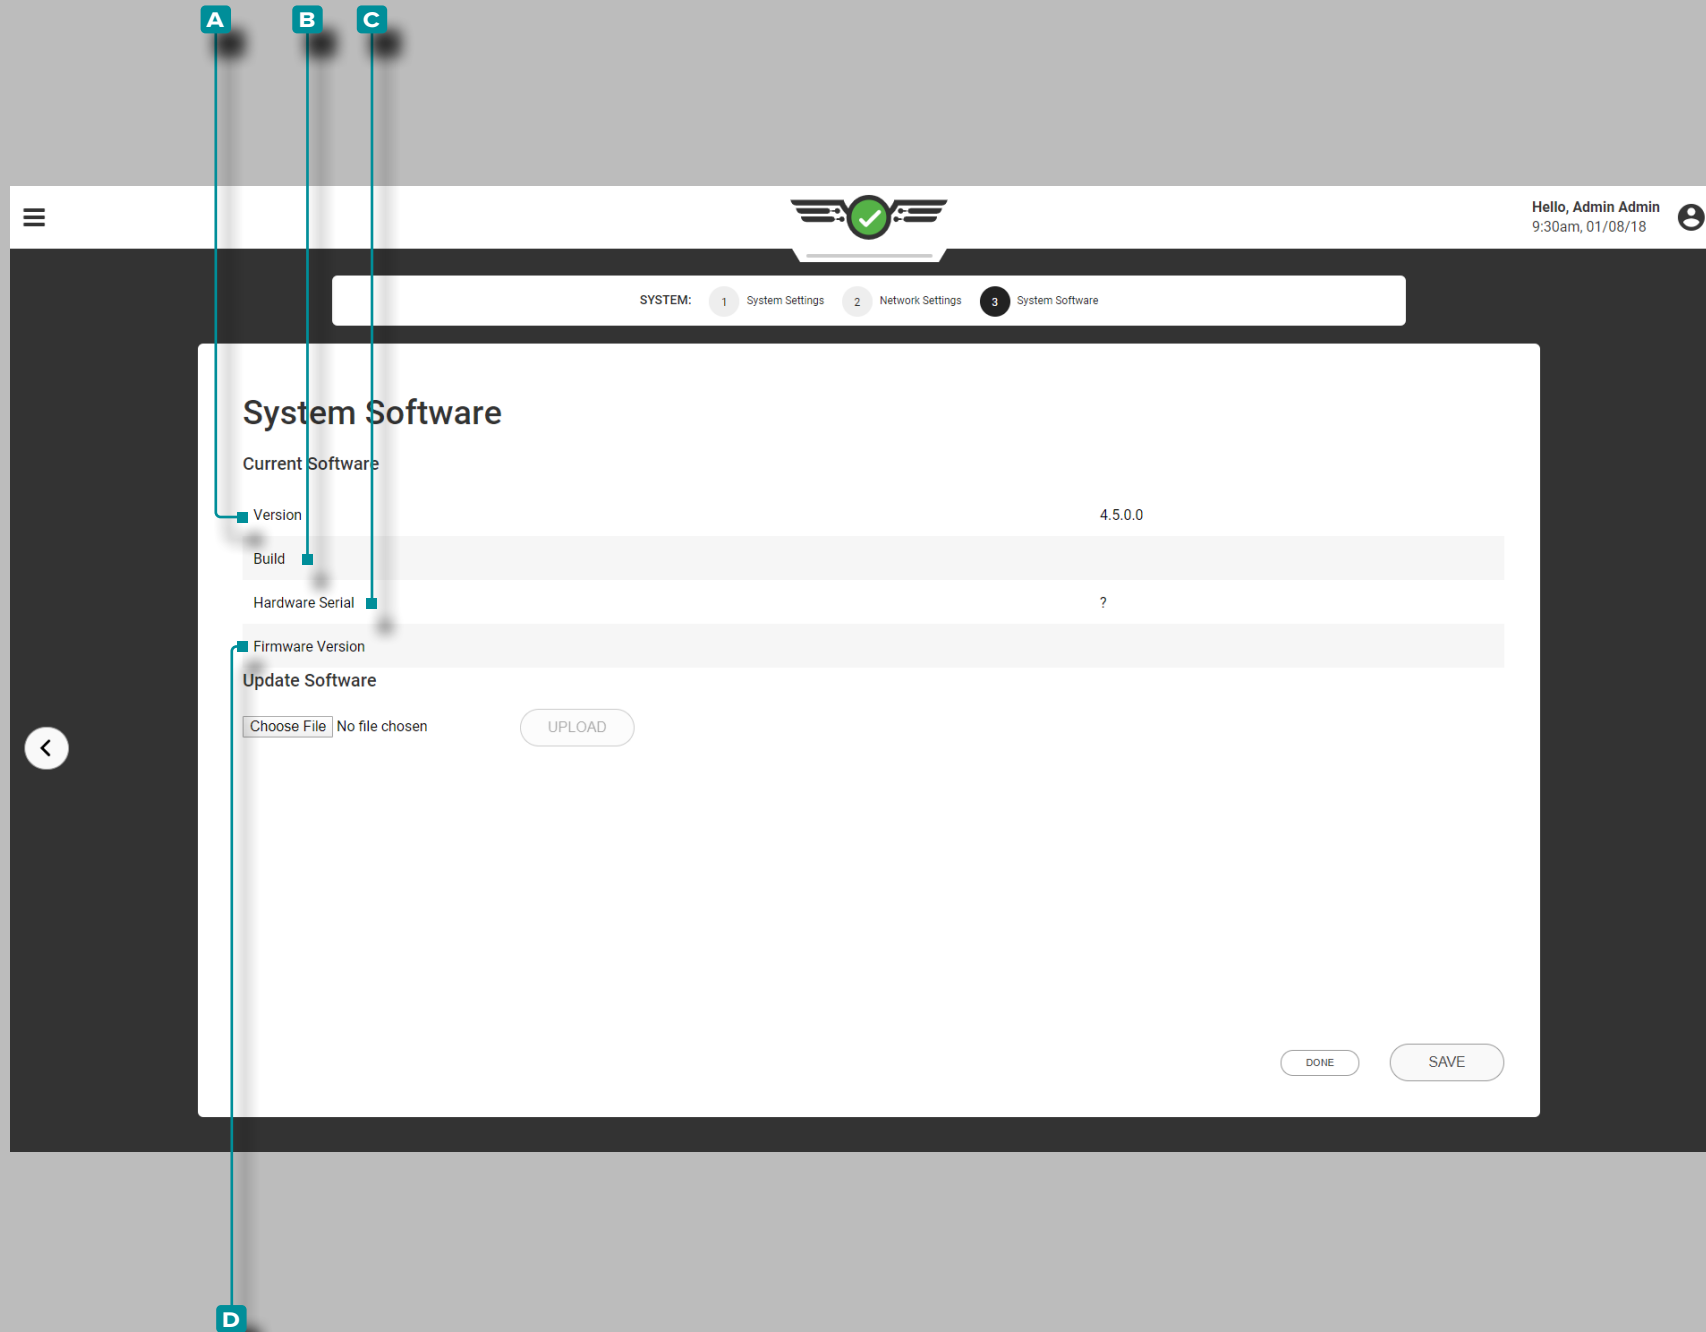 A B C
Hello, Admin Admin
9:30am, 01/08/18
SYSTEM: 1 System Settings 2 Network Settings 3 System Software
System Software
Current Software
Version 4.5.0.0
Build
Hardware Serial ?
Firmware Version
Update Software
Choose File No file chosen UPLOAD
DONE SAVE
D